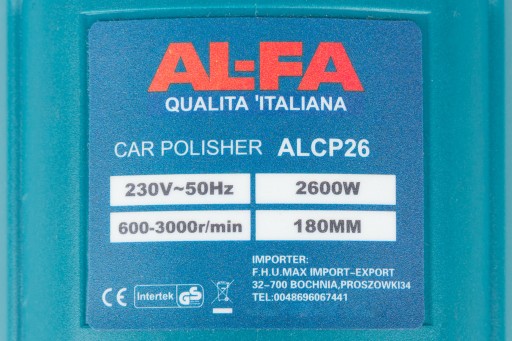 AL-FA
QUALITA 'ITALIANA
CAR POLISHER ALCP26
230V~50Hz 2600W
600-3000r/min 180MM
IMPORTER:
F.H.U.MAX IMPORT-EXPORT
32-700 BOCHNIA,PROSZOWKI34
TEL:0048696067441
CE Intertek GS